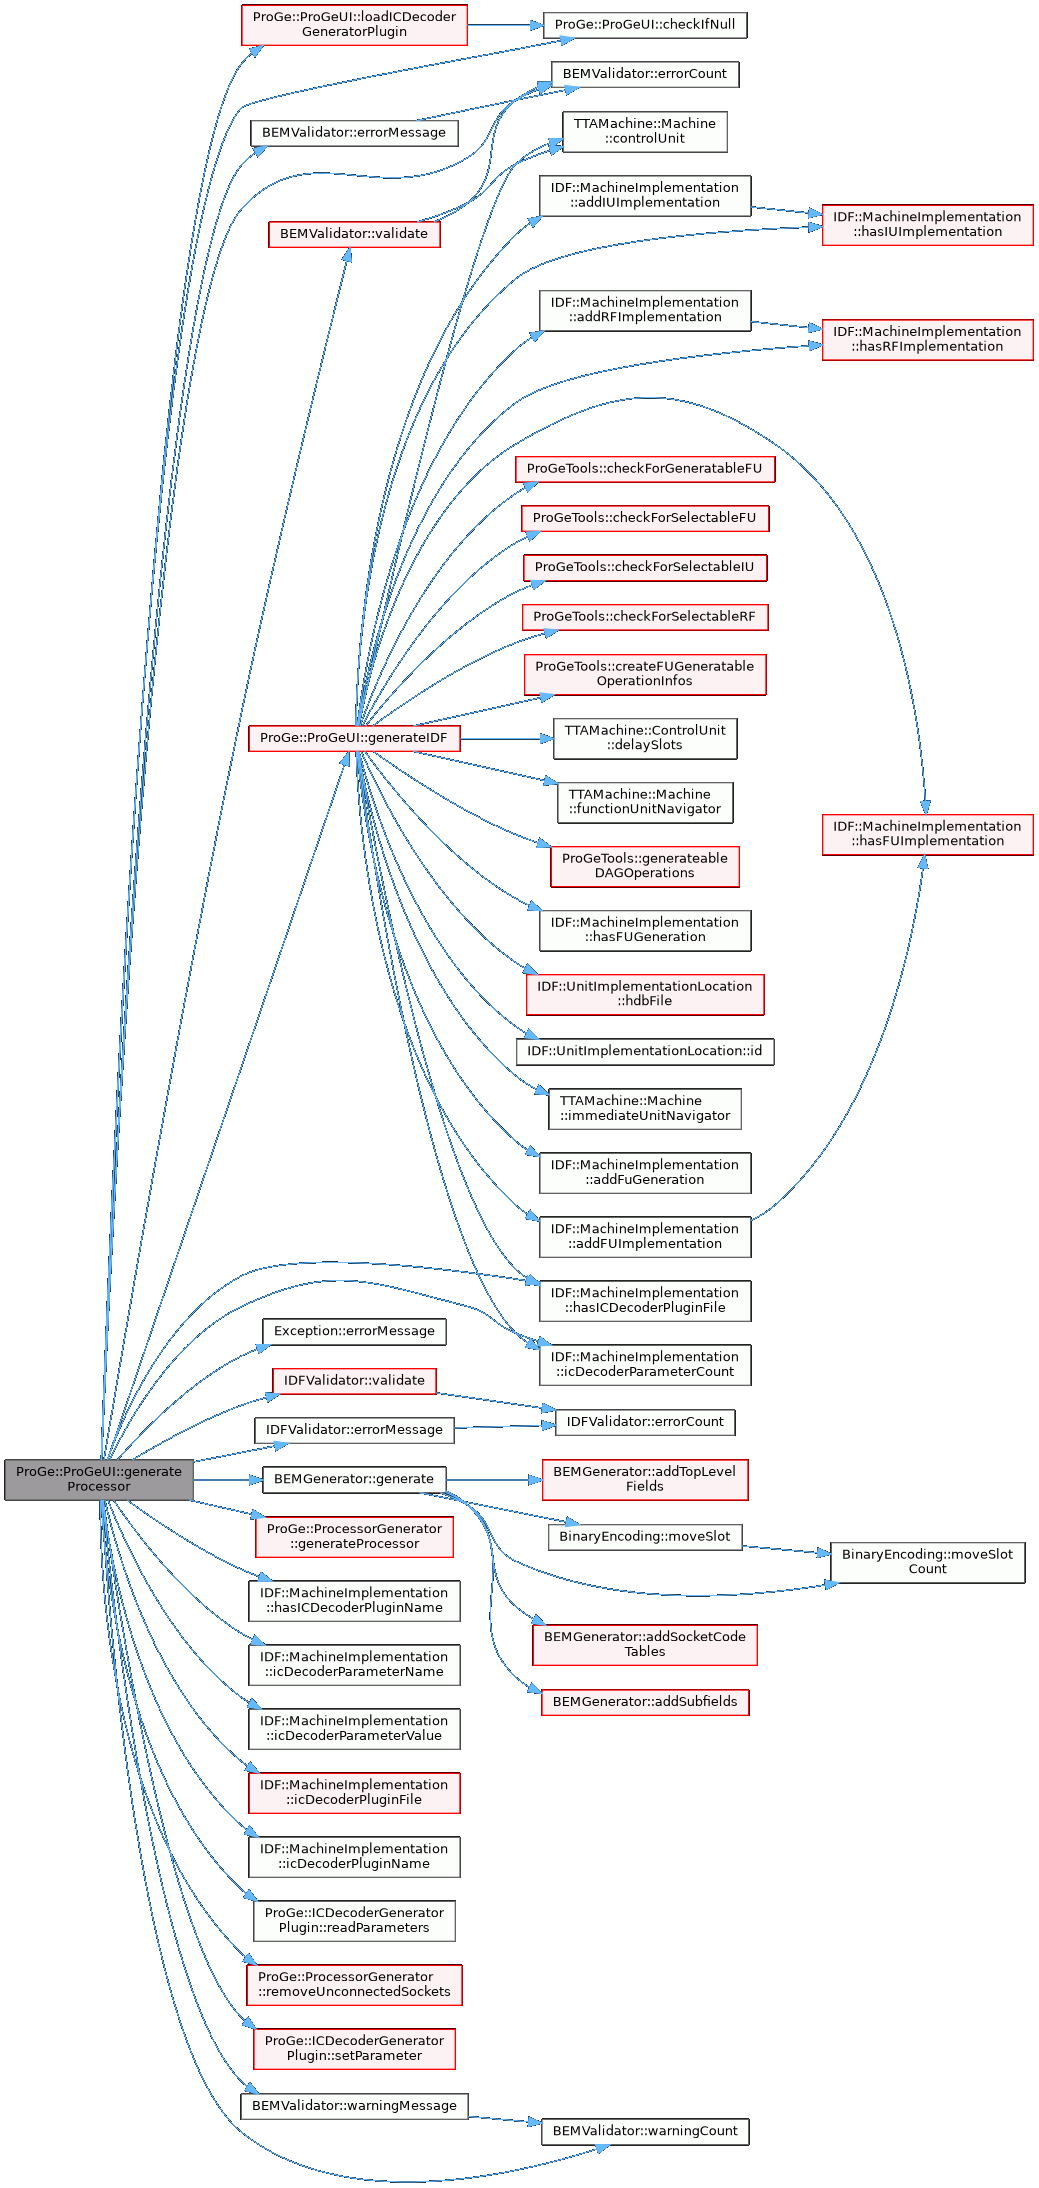 ProGe::ProGeUI::loadICDecoder
GeneratorPlugin
ProGe::ProGeUI::checkIfNull
BEMValidator::errorCount
BEMValidator::errorMessage
TTAMachine::Machine
::controlUnit
IDF::MachineImplementation
::addIUImplementation
IDF::MachineImplementation
::hasIUImplementation
BEMValidator::validate
IDF::MachineImplementation
::addRFImplementation
IDF::MachineImplementation
::hasRFImplementation
ProGeTools::checkForGeneratableFU
ProGeTools::checkForSelectableFU
ProGeTools::checkForSelectableIU
ProGeTools::checkForSelectableRF
ProGeTools::createFUGeneratable
OperationInfos
ProGe::ProGeUI::generateIDF
TTAMachine::ControlUnit
::delaySlots
TTAMachine::Machine
::functionUnitNavigator
IDF::MachineImplementation
::hasFUImplementation
ProGeTools::generateable
DAGOperations
IDF::MachineImplementation
::hasFUGeneration
IDF::UnitImplementationLocation
::hdbFile
IDF::UnitImplementationLocation::id
TTAMachine::Machine
::immediateUnitNavigator
IDF::MachineImplementation
::addFuGeneration
IDF::MachineImplementation
::addFUImplementation
IDF::MachineImplementation
::hasICDecoderPluginFile
Exception::errorMessage
IDF::MachineImplementation
::icDecoderParameterCount
IDFValidator::validate
IDFValidator::errorMessage
IDFValidator::errorCount
ProGe::ProGeUI::generate
Processor
BEMGenerator::generate
BEMGenerator::addTopLevel
Fields
ProGe::ProcessorGenerator
::generateProcessor
BinaryEncoding::moveSlot
BinaryEncoding::moveSlot
Count
IDF::MachineImplementation
::hasICDecoderPluginName
BEMGenerator::addSocketCode
Tables
IDF::MachineImplementation
::icDecoderParameterName
BEMGenerator::addSubfields
IDF::MachineImplementation
::icDecoderParameterValue
IDF::MachineImplementation
::icDecoderPluginFile
IDF::MachineImplementation
::icDecoderPluginName
ProGe::ICDecoderGenerator
Plugin::readParameters
ProGe::ProcessorGenerator
::removeUnconnectedSockets
ProGe::ICDecoderGenerator
Plugin::setParameter
BEMValidator::warningMessage
BEMValidator::warningCount